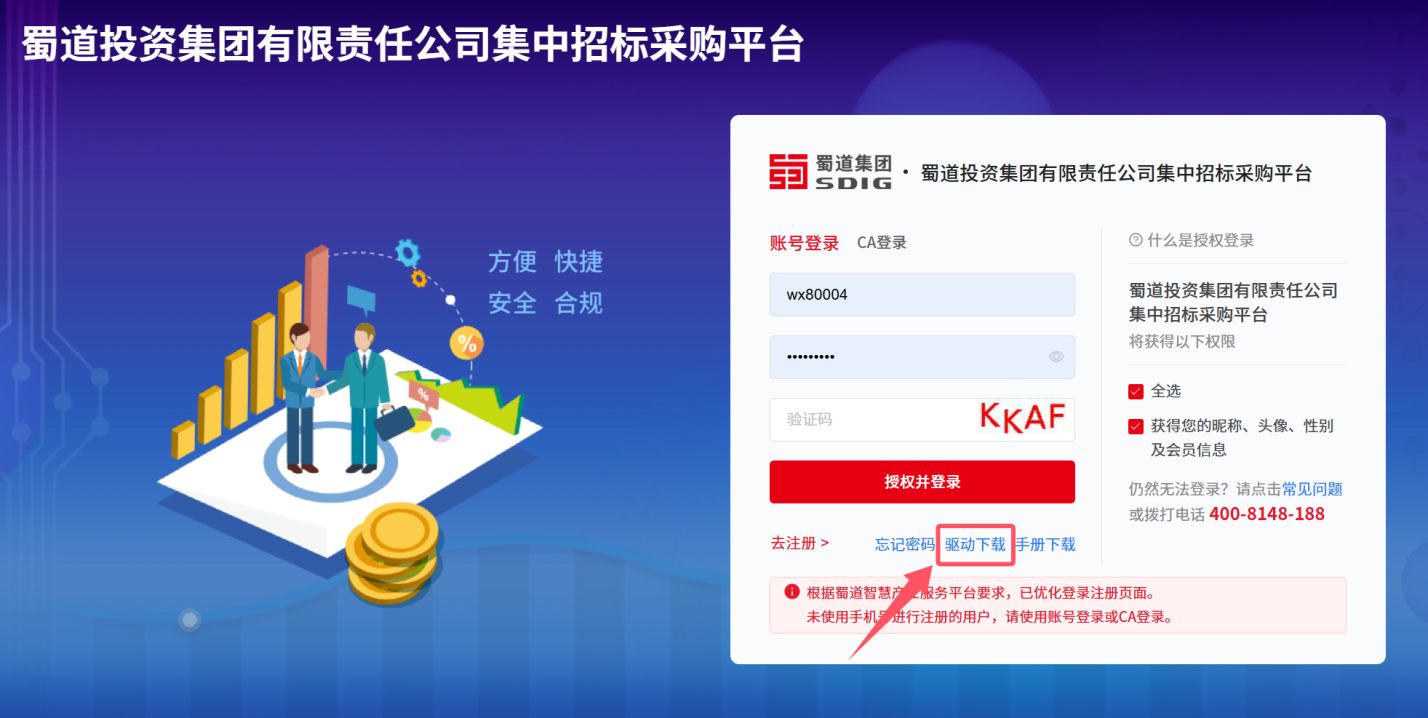 蜀道投资集团有限责任公司集中招标采购平台
方便 快捷
安全 合规
%
%
蜀道集团
SDIG
· 蜀道投资集团有限责任公司集中招标采购平台
账号登录 CA登录
wx80004
•••••••••
验证码 KKAF
授权并登录
去注册 > 忘记密码 驱动下载 手册下载
什么是授权登录
蜀道投资集团有限责任公司
集中招标采购平台
将获得以下权限
全选
获得您的昵称、头像、性别
及会员信息
仍然无法登录？请点击常见问题
或拨打电话 400-8148-188
根据蜀道智慧产业服务平台要求，已优化登录注册页面。
未使用手机号进行注册的用户，请使用账号登录或CA登录。